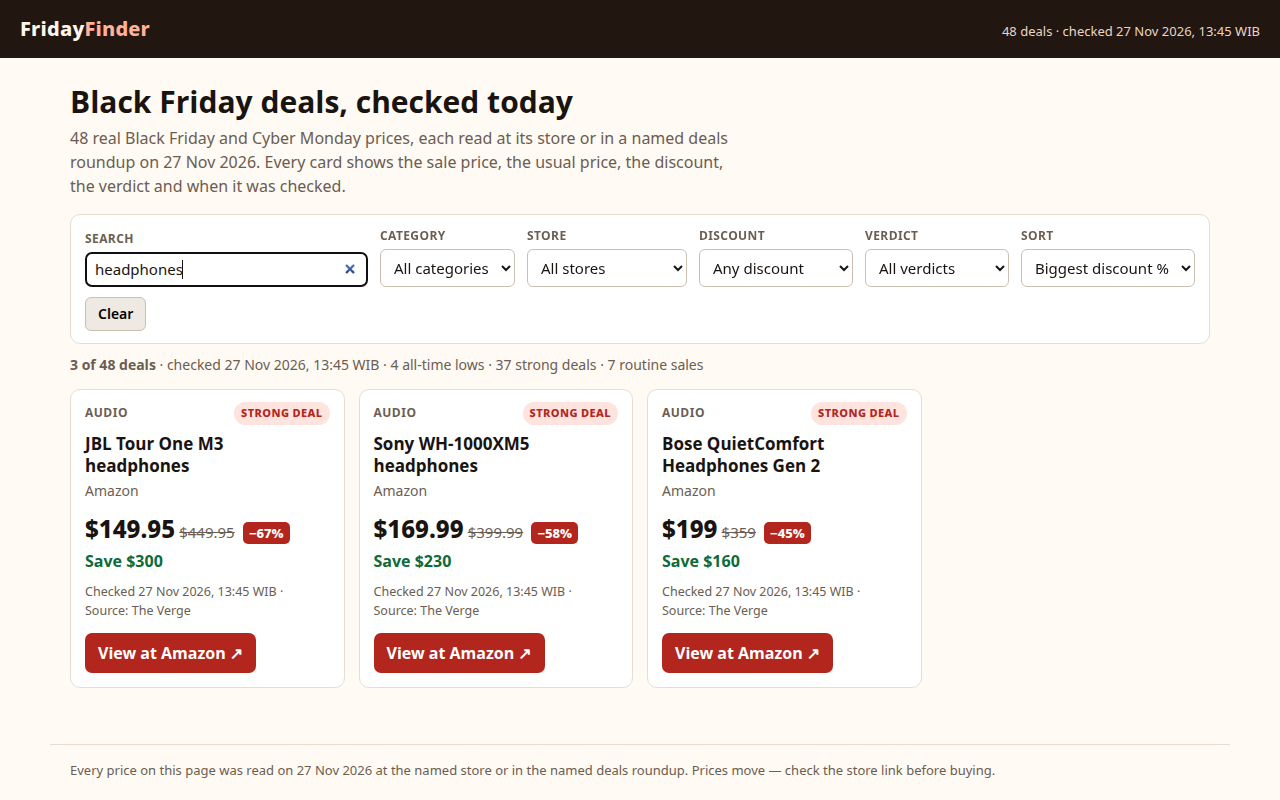 FridayFinder
48 deals · checked 27 Nov 2026, 13:45 WIB
Black Friday deals, checked today
48 real Black Friday and Cyber Monday prices, each read at its store or in a named deals
roundup on 27 Nov 2026. Every card shows the sale price, the usual price, the discount,
the verdict and when it was checked.
SEARCH
headphones
CATEGORY
All categories
STORE
All stores
DISCOUNT
Any discount
VERDICT
All verdicts
SORT
Biggest discount %
Clear
3 of 48 deals · checked 27 Nov 2026, 13:45 WIB · 4 all-time lows · 37 strong deals · 7 routine sales
AUDIO
STRONG DEAL
JBL Tour One M3
headphones
Amazon
$149.95 $449.95 −67%
Save $300
Checked 27 Nov 2026, 13:45 WIB ·
Source: The Verge
View at Amazon ↗
AUDIO
STRONG DEAL
Sony WH-1000XM5
headphones
Amazon
$169.99 $399.99 −58%
Save $230
Checked 27 Nov 2026, 13:45 WIB ·
Source: The Verge
View at Amazon ↗
AUDIO
STRONG DEAL
Bose QuietComfort
Headphones Gen 2
Amazon
$199 $359 −45%
Save $160
Checked 27 Nov 2026, 13:45 WIB ·
Source: The Verge
View at Amazon ↗
Every price on this page was read on 27 Nov 2026 at the named store or in the named deals roundup. Prices move — check the store link before buying.